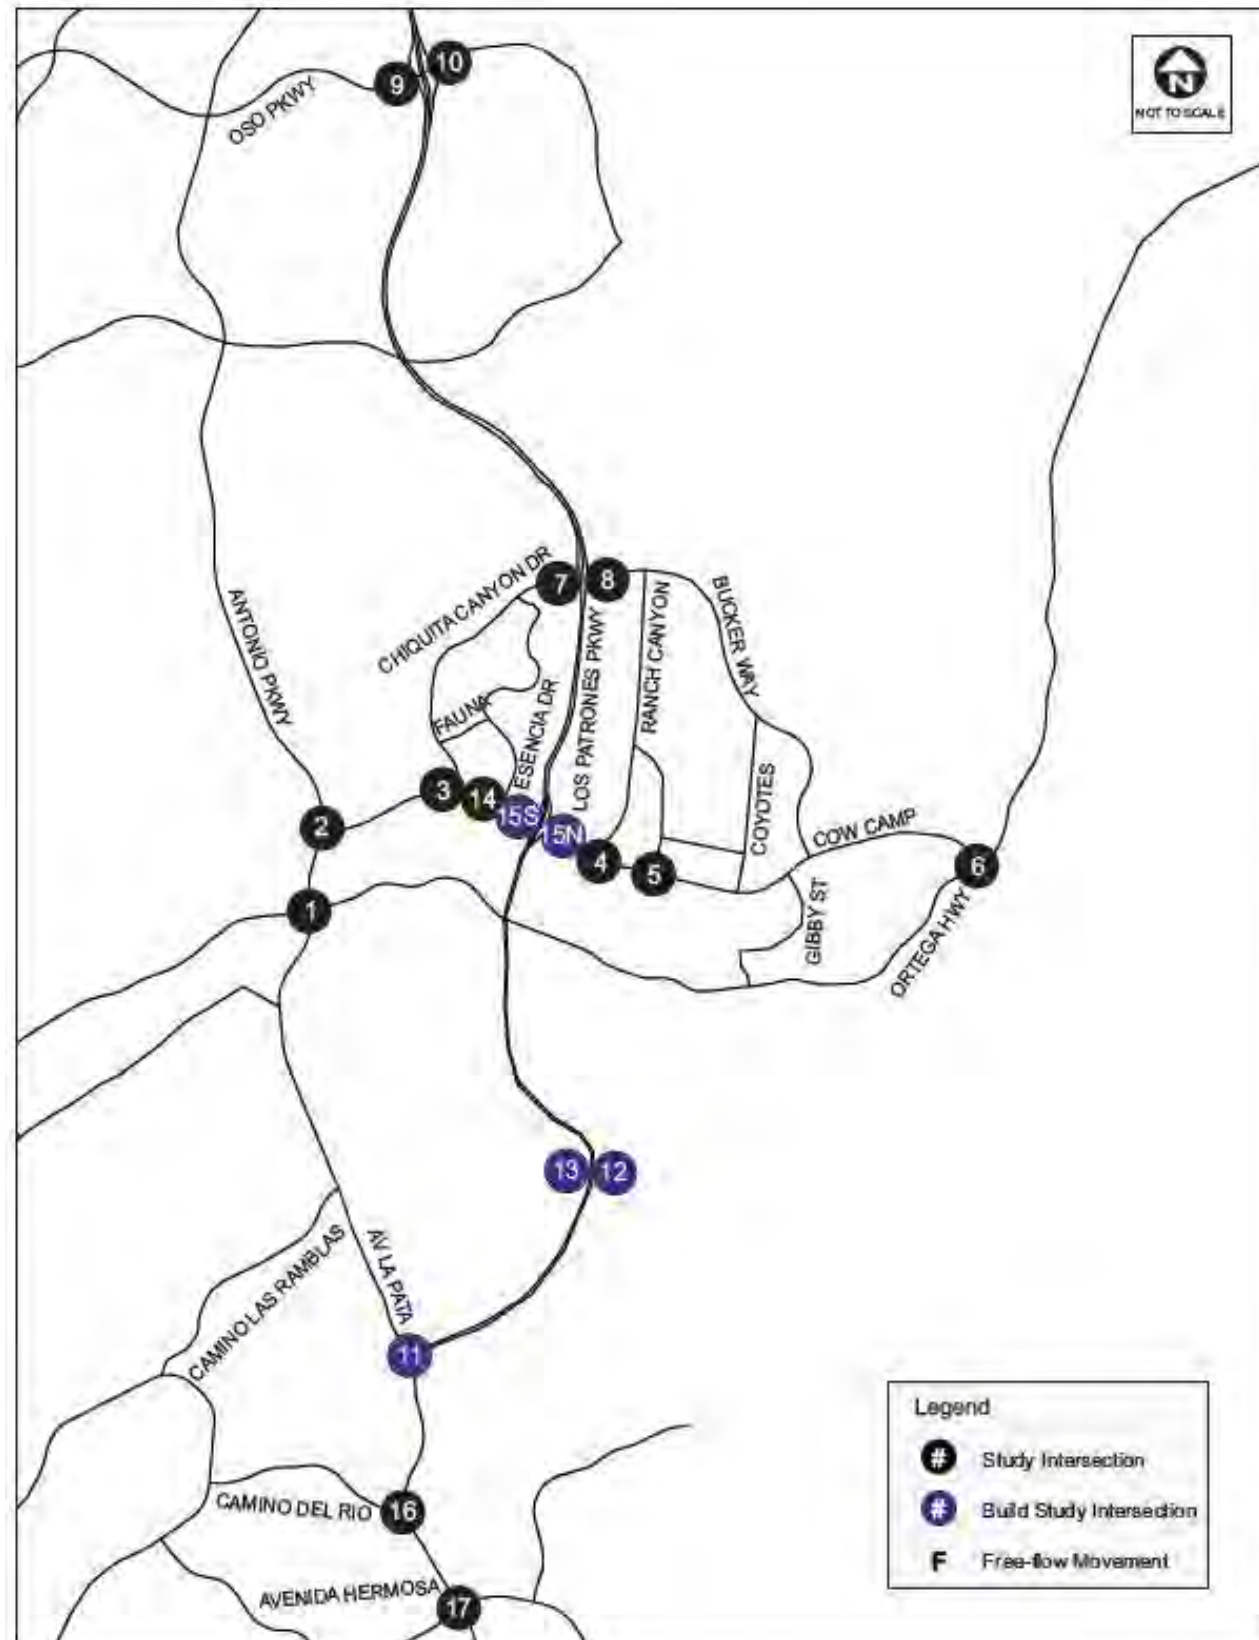 10
9
OSO PKWY
N
NOT TO SCALE
CHIQUITA CANYON DR
7
8
BUCKER WAY
RANCH CANYON
LOS PATRONES PKWY
ANTONIO PKWY
FAUNA
ESENCIA DR
COYOTES
3
14
15S
15N
2
4
5
COW CAMP
6
GIBBY ST
ORTEGA HWY
1
13
12
CAMINO LAS RAMBLAS
AV LA PATA
11
CAMINO DEL RIO
16
AVENIDA HERMOSA
17
Legend
# Study Intersection
# Build Study Intersection
F Free-flow Movement